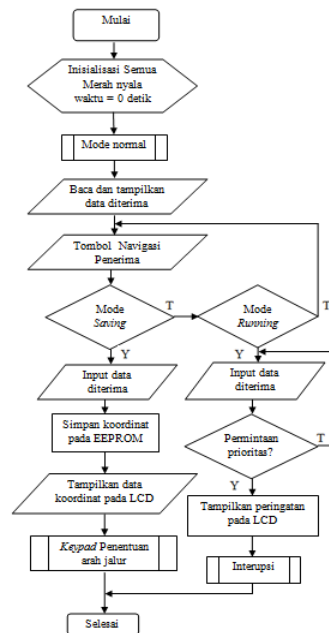 Mulai
Inisialisasi Semua
Merah nyala
waktu = 0 detik
Mode normal
Baca dan tampilkan
data diterima
Tombol Navigasi
Penerima
Mode
Saving
T
Mode
Running
T
Y
Y
Input data
diterima
Input data
diterima
Simpan koordinat
pada EEPROM
Permintaan
prioritas?
T
Y
Tampilkan data
koordinat pada LCD
Tampilkan peringatan
pada LCD
Keypad Penentuan
arah jalur
Interupsi
Selesai